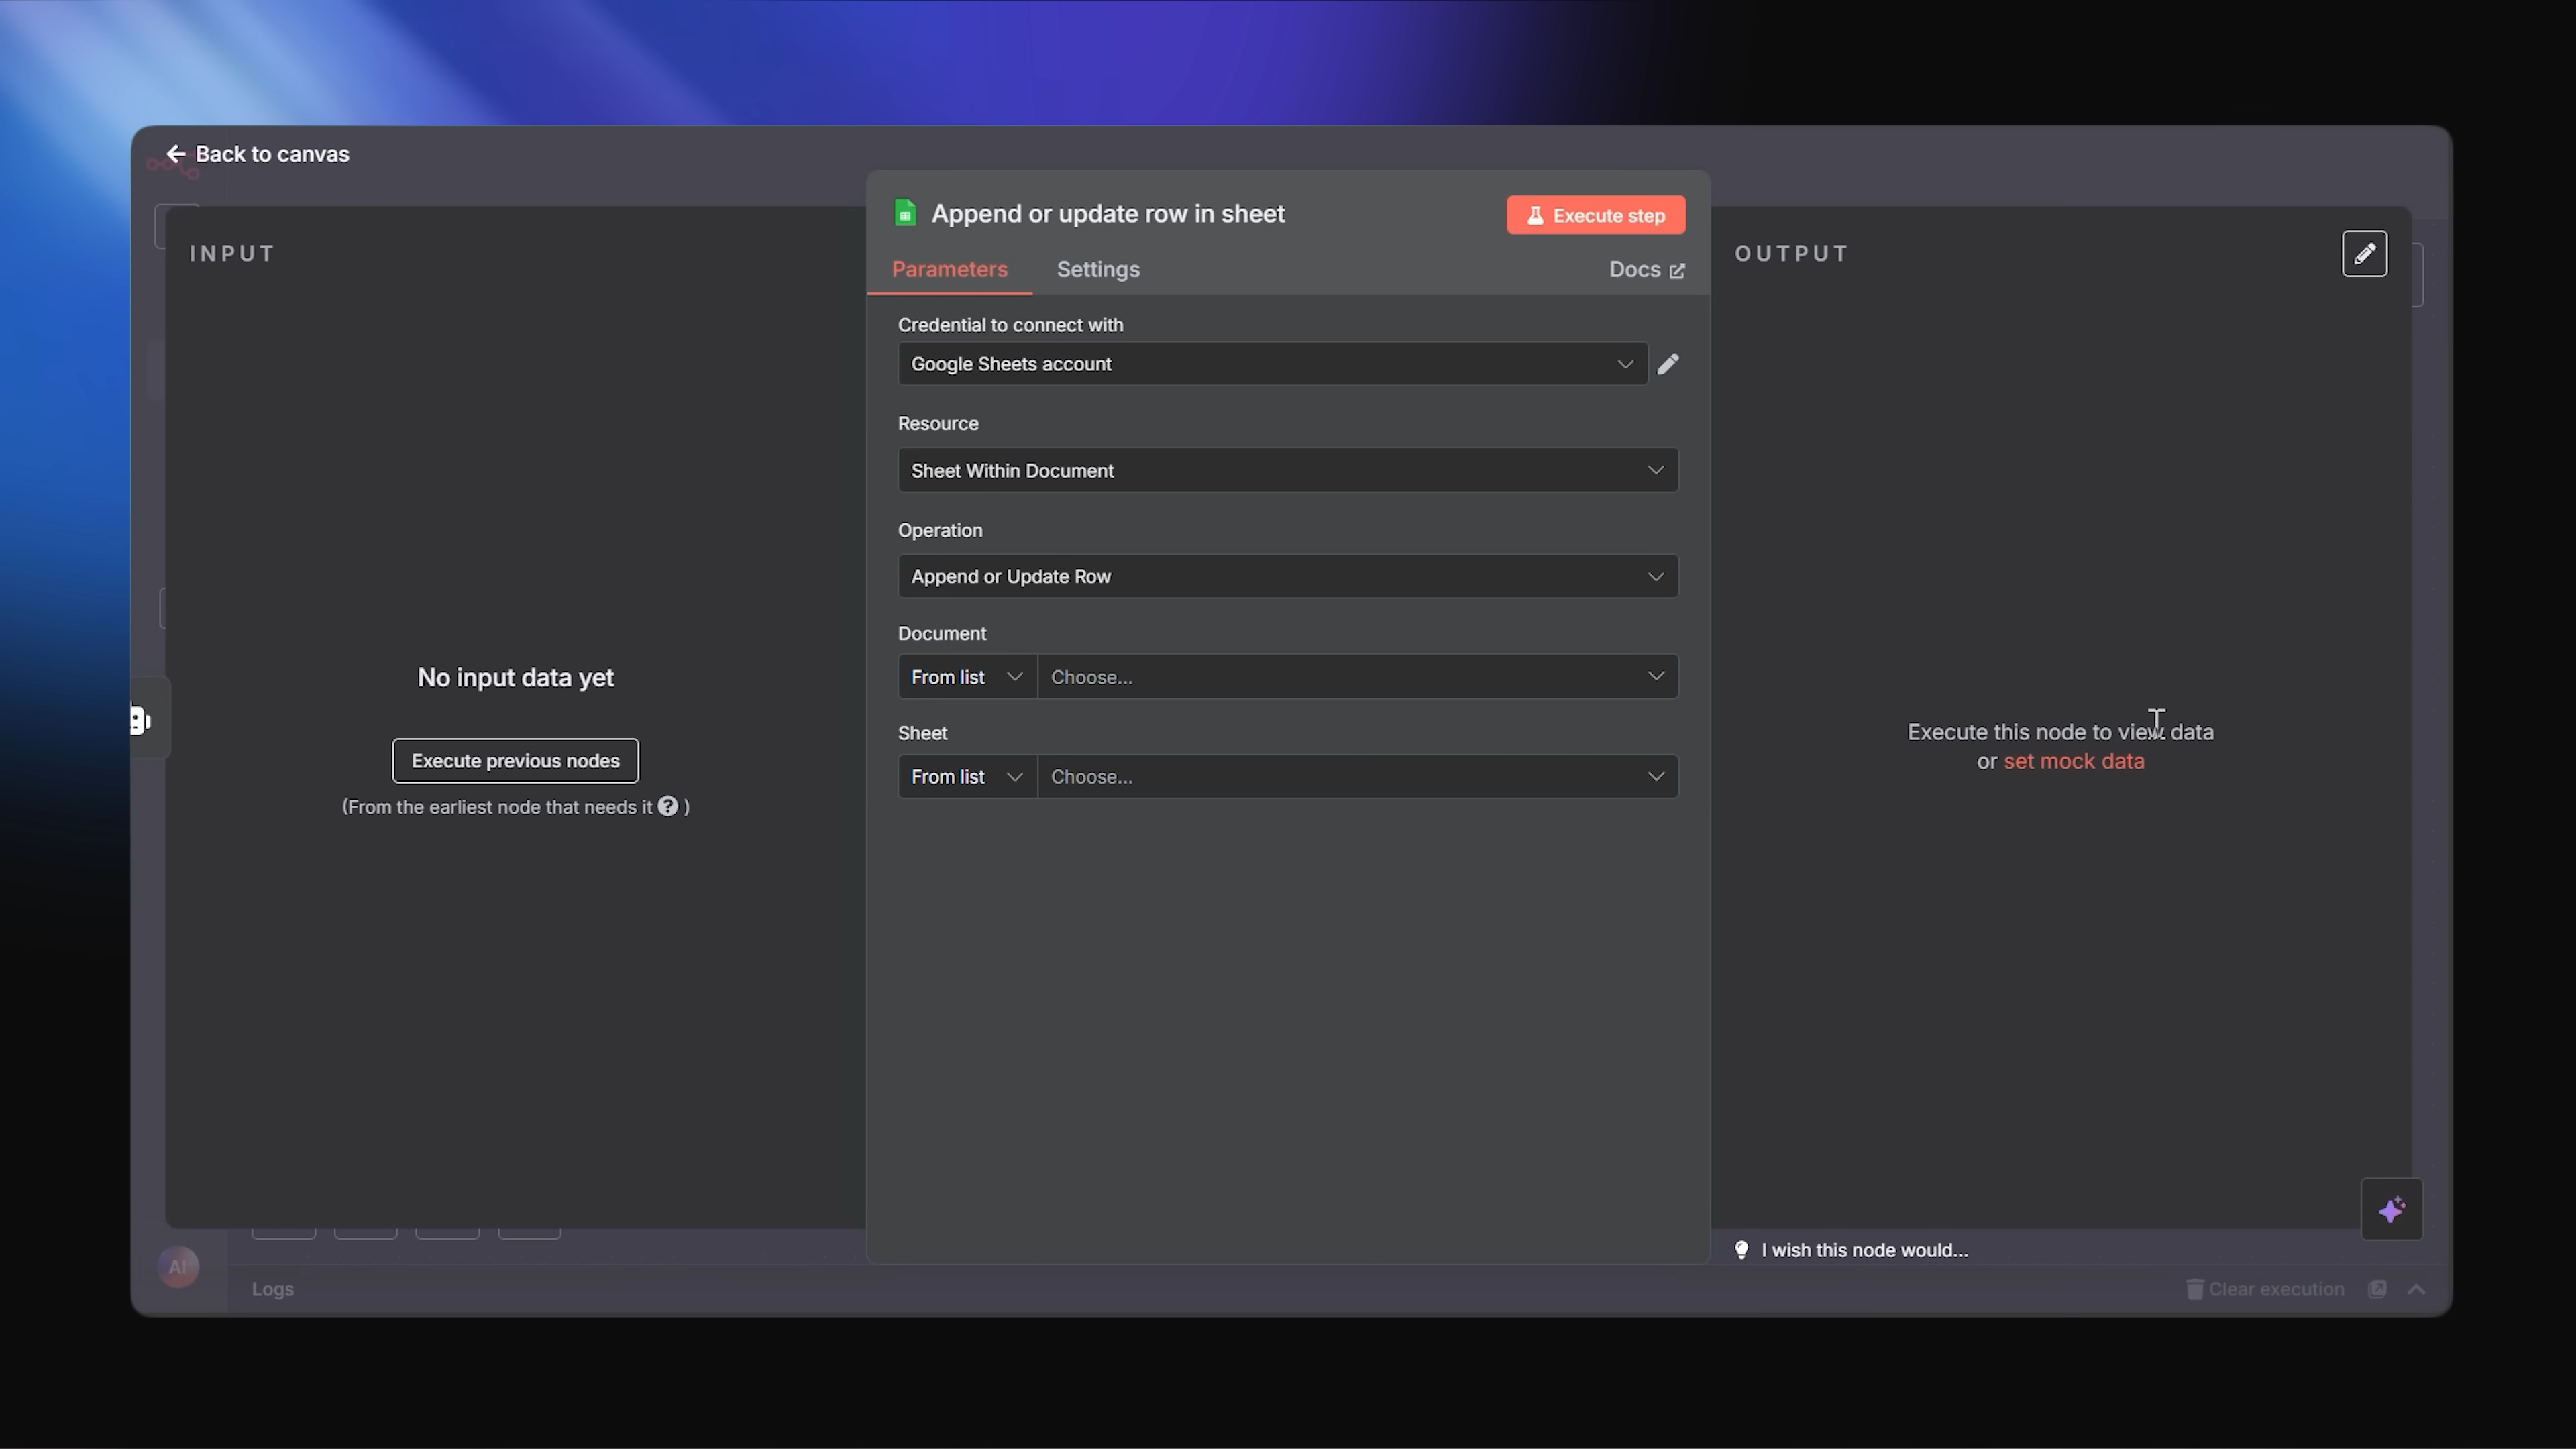 Back to canvas
Append or update row in sheet
Execute step
INPUT
OUTPUT
Parameters
Settings
Docs
Credential to connect with
Google Sheets account
Resource
Sheet Within Document
Operation
Append or Update Row
Document
From list
Choose...
Sheet
From list
Choose...
No input data yet
Execute previous nodes
(From the earliest node that needs it ? )
Execute this node to view data
or set mock data
I wish this node would...
AI
Logs
Clear execution